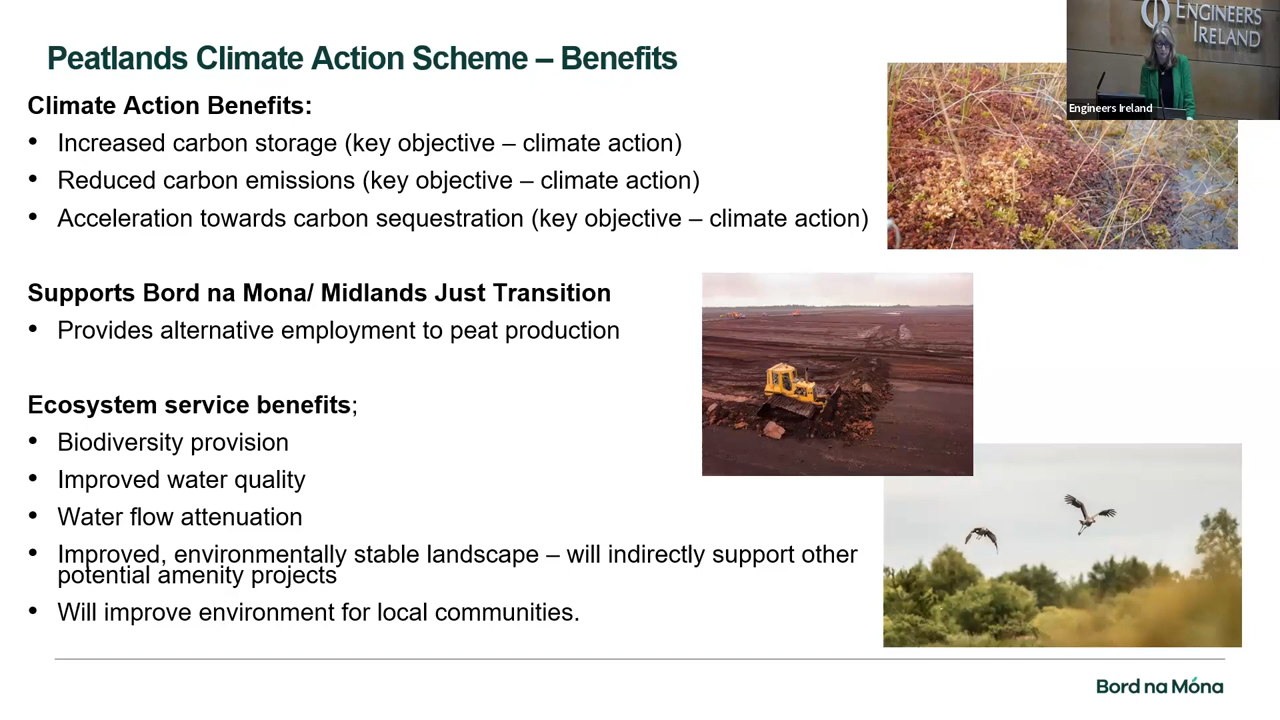 Peatlands Climate Action Scheme – Benefits
ENGINEERS
IRELAND
Engineers Ireland
Climate Action Benefits:
• Increased carbon storage (key objective – climate action)
• Reduced carbon emissions (key objective – climate action)
• Acceleration towards carbon sequestration (key objective – climate action)
Supports Bord na Mona/ Midlands Just Transition
• Provides alternative employment to peat production
Ecosystem service benefits;
• Biodiversity provision
• Improved water quality
• Water flow attenuation
• Improved, environmentally stable landscape – will indirectly support other
potential amenity projects
• Will improve environment for local communities.
Bord na Móna